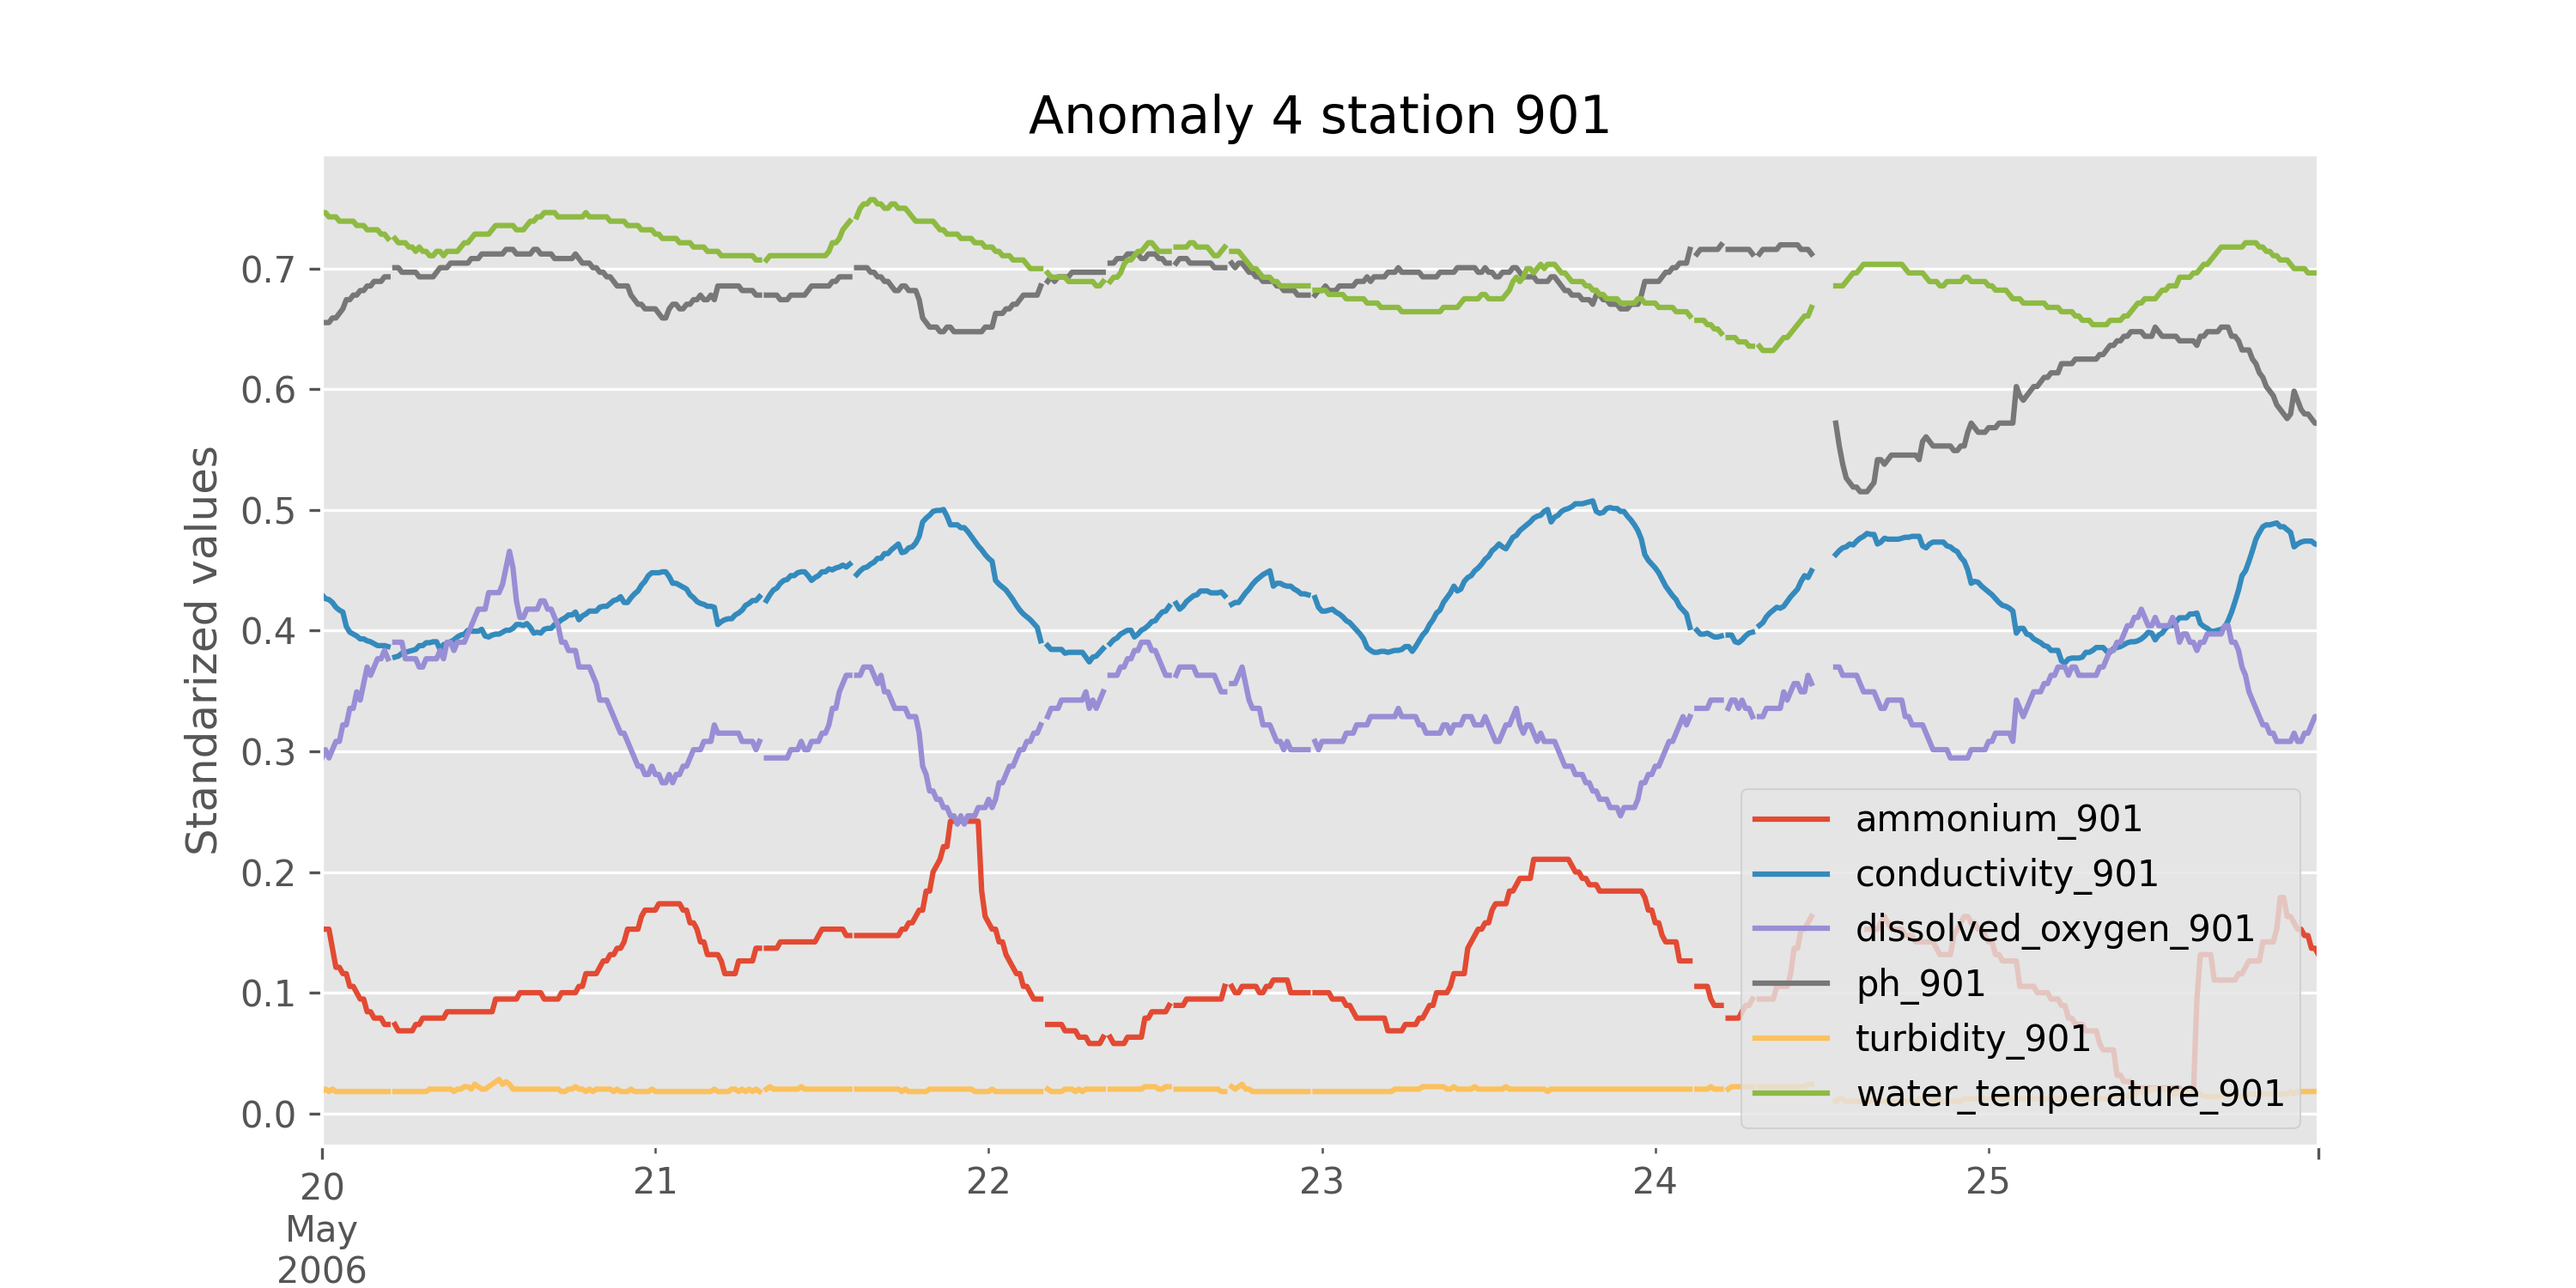 Anomaly 4 station 901
Standarized values
0.7
0.6
0.5
0.4
0.3
0.2
0.1
0.0
ammonium_901
conductivity_901
dissolved_oxygen_901
ph_901
turbidity_901
water_temperature_901
20 21 22 23 24 25
May
2006